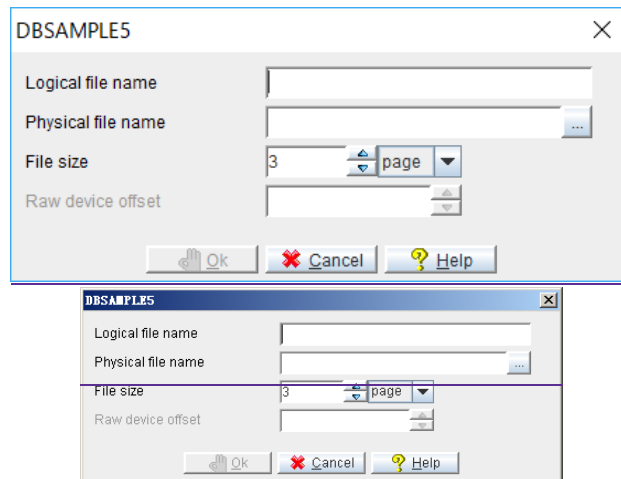 DBSAMPLE5
Logical file name
Physical file name ...
File size 3 page
Raw device offset
Ok Cancel ? Help
DBSAMPLE5
Logical file name
Physical file name ...
File size 3 page
Raw device offset
Ok Cancel ? Help